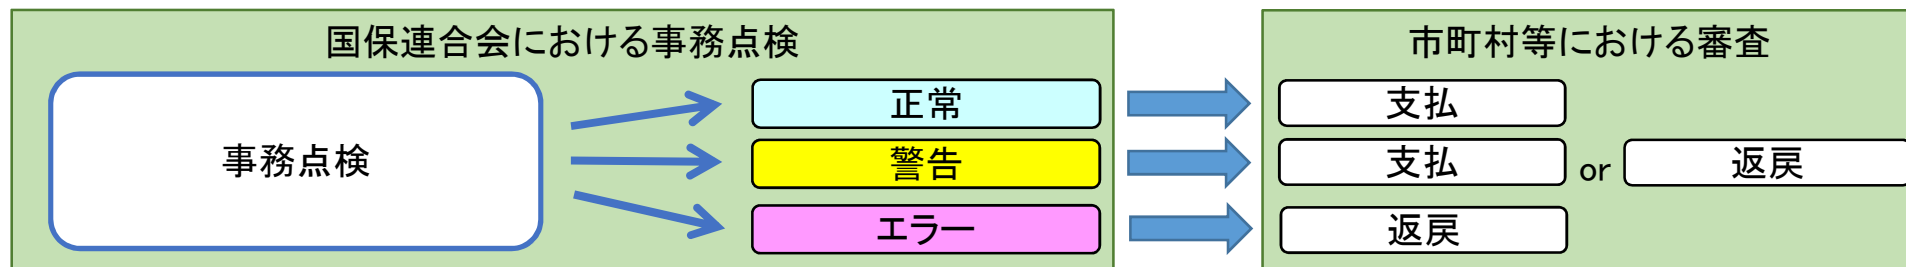 国保連合会における事務点検
事務点検
正常
警告
エラー
市町村等における審査
支払
支払 or 返戻
返戻